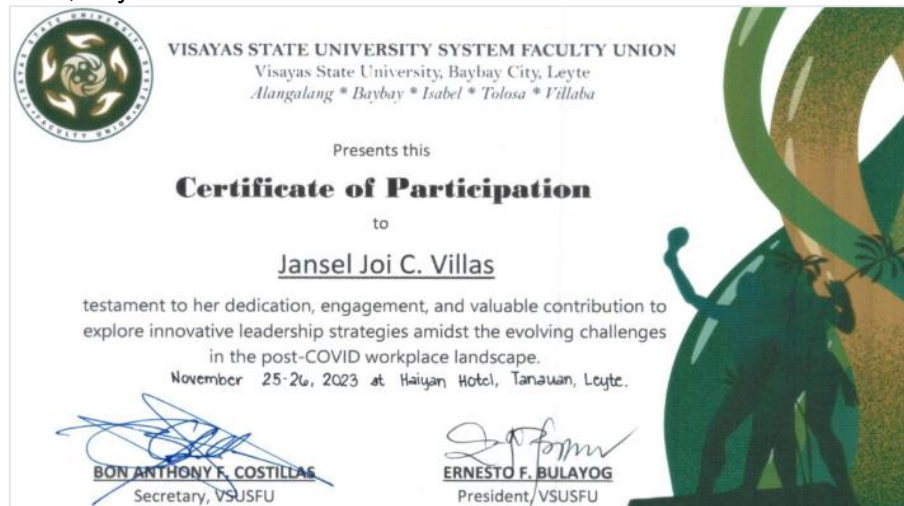 VISAYAS STATE UNIVERSITY SYSTEM FACULTY UNION
Visayas State University, Baybay City, Leyte
Alangalang * Baybay * Isabel * Tolosa * Villaba
Presents this
Certificate of Participation
to
Jansel Joi C. Villas
testament to her dedication, engagement, and valuable contribution to
explore innovative leadership strategies amidst the evolving challenges
in the post-COVID workplace landscape.
November 25-26, 2023 at Haiyan Hotel, Tanauan, Leyte.
BON ANTHONY F. COSTILLAS
Secretary, VSUSFU
ERNESTO F. BULAYOG
President, VSUSFU